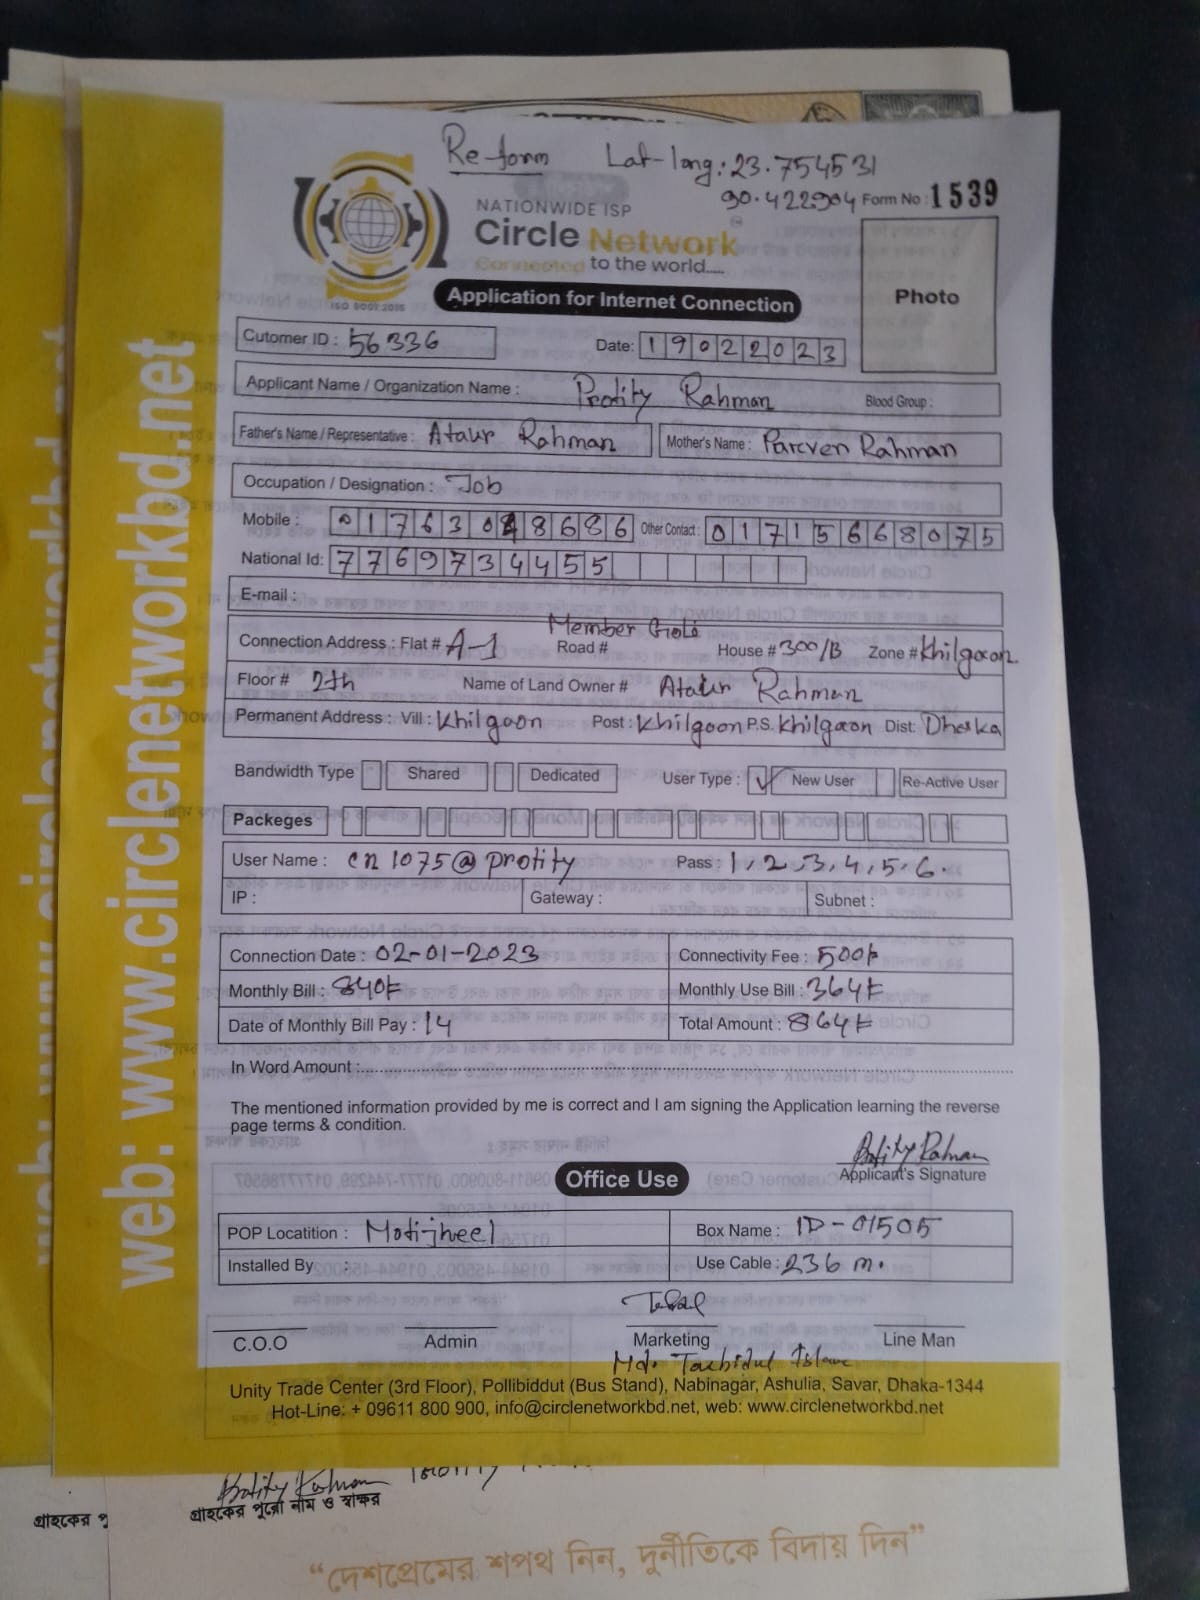 Re-form Lat-long: 23.754531
90.422904 Form No : 1539
NATIONWIDE ISP
Circle Network
Connected to the world.....
ISO 9001:2015
Application for Internet Connection
Photo
Cutomer ID : 56336 Date: 19022023
Applicant Name / Organization Name : Protity Rahman Blood Group :
Father's Name / Representative : Ataur Rahman Mother's Name : Parven Rahman
Occupation / Designation : Job
Mobile : 01763048686 Other Contact : 01715668075
National Id: 7769734455
E-mail :
Connection Address : Flat # A-1 Road # Member Goli House # 300/B Zone # Khilgaon
Floor # 2th Name of Land Owner # Ataur Rahman
Permanent Address : Vill : Khilgaon Post : Khilgaon P.S. Khilgaon Dist: Dhaka
Bandwidth Type Shared Dedicated User Type : ✓ New User Re-Active User
Packeges
User Name : cn1075@protity Pass : 1,2,3,4,5,6.
IP : Gateway : Subnet :
Connection Date : 02-01-2023 Connectivity Fee : 500/-
Monthly Bill : 840/- Monthly Use Bill : 364/-
Date of Monthly Bill Pay : 14 Total Amount : 864/-
In Word Amount :
The mentioned information provided by me is correct and I am signing the Application learning the reverse
page terms & condition.
Protity Rahman
Applicant's Signature
Office Use
POP Locatition : Motijheel Box Name : ID-01505
Installed By : Use Cable : 236 m.
C.O.O Admin Marketing Line Man
Md. Islam
Unity Trade Center (3rd Floor), Pollibiddut (Bus Stand), Nabinagar, Ashulia, Savar, Dhaka-1344
Hot-Line: + 09611 800 900, info@circlenetworkbd.net, web: www.circlenetworkbd.net
web: www.circlenetworkbd.net
Protity Rahman
গ্রাহকের পুরো নাম ও স্বাক্ষর
গ্রাহকের
“দেশপ্রেমের শপথ নিন, দুর্নীতিকে বিদায় দিন”